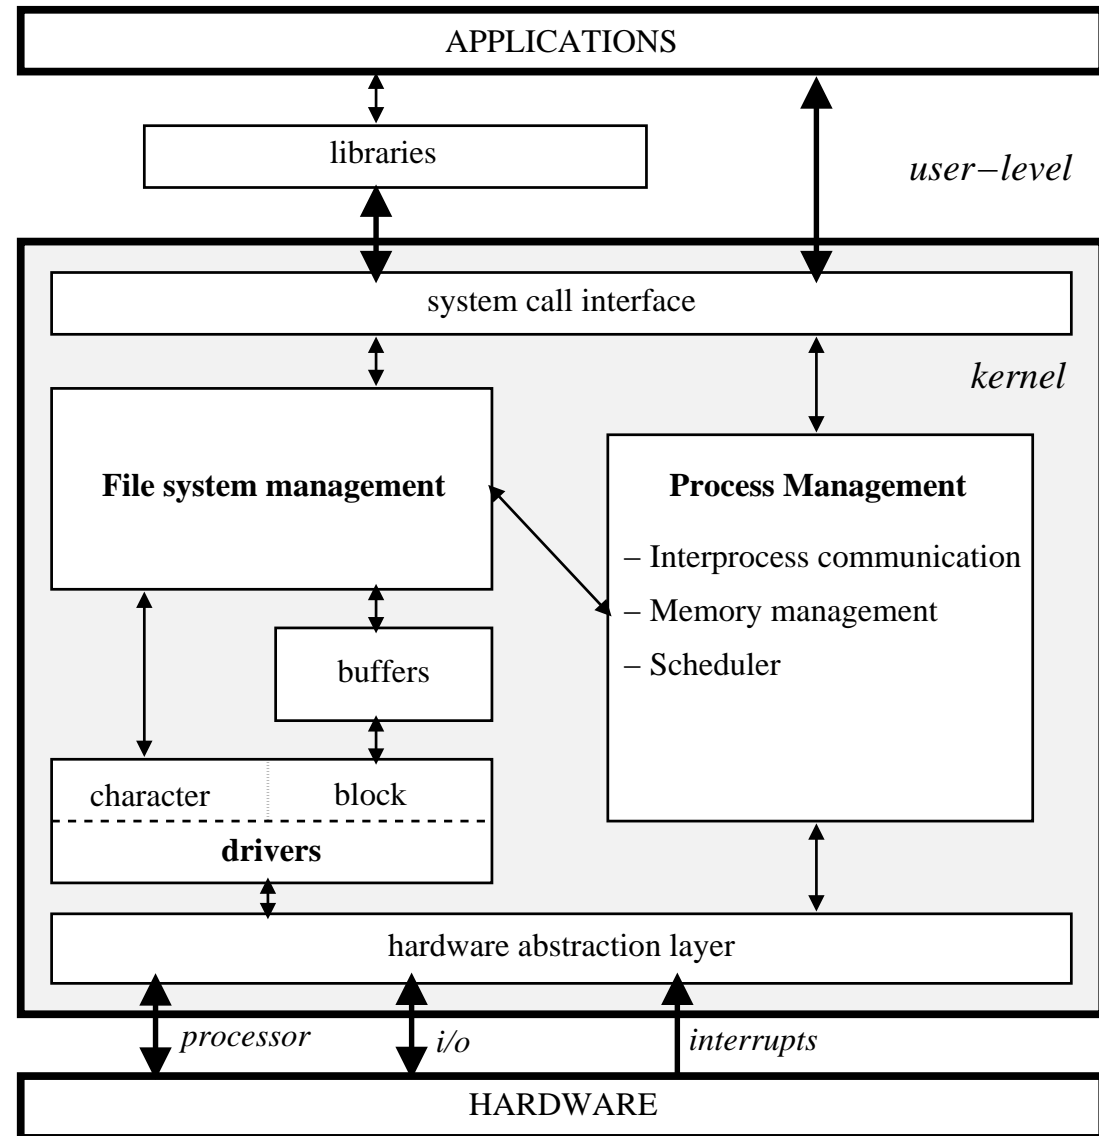 APPLICATIONS
libraries
user−level
system call interface
kernel
File system management
Process Management
− Interprocess communication
− Memory management
− Scheduler
buffers
character
block
drivers
hardware abstraction layer
processor
i/o
interrupts
HARDWARE